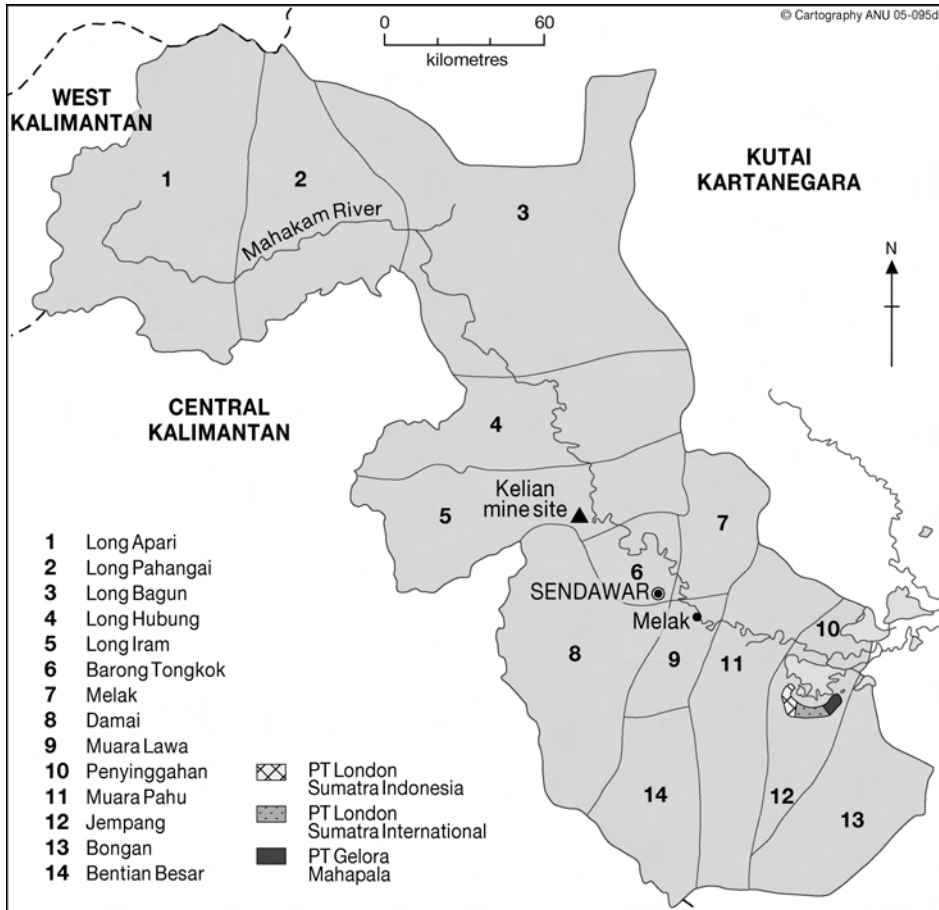 © Cartography ANU 05-095d
0 60
kilometres
WEST
KALIMANTAN
KUTAI
KARTANEGARA
1
2
3
Mahakam River
N
CENTRAL
KALIMANTAN
4
Kelian
mine site
5
7
6
SENDAWAR
Melak
10
8
9
11
12
13
14
1 Long Apari
2 Long Pahangai
3 Long Bagun
4 Long Hubung
5 Long Iram
6 Barong Tongkok
7 Melak
8 Damai
9 Muara Lawa
10 Penyinggahan
11 Muara Pahu
12 Jempang
13 Bongan
14 Bentian Besar
PT London
Sumatra Indonesia
PT London
Sumatra International
PT Gelora
Mahapala